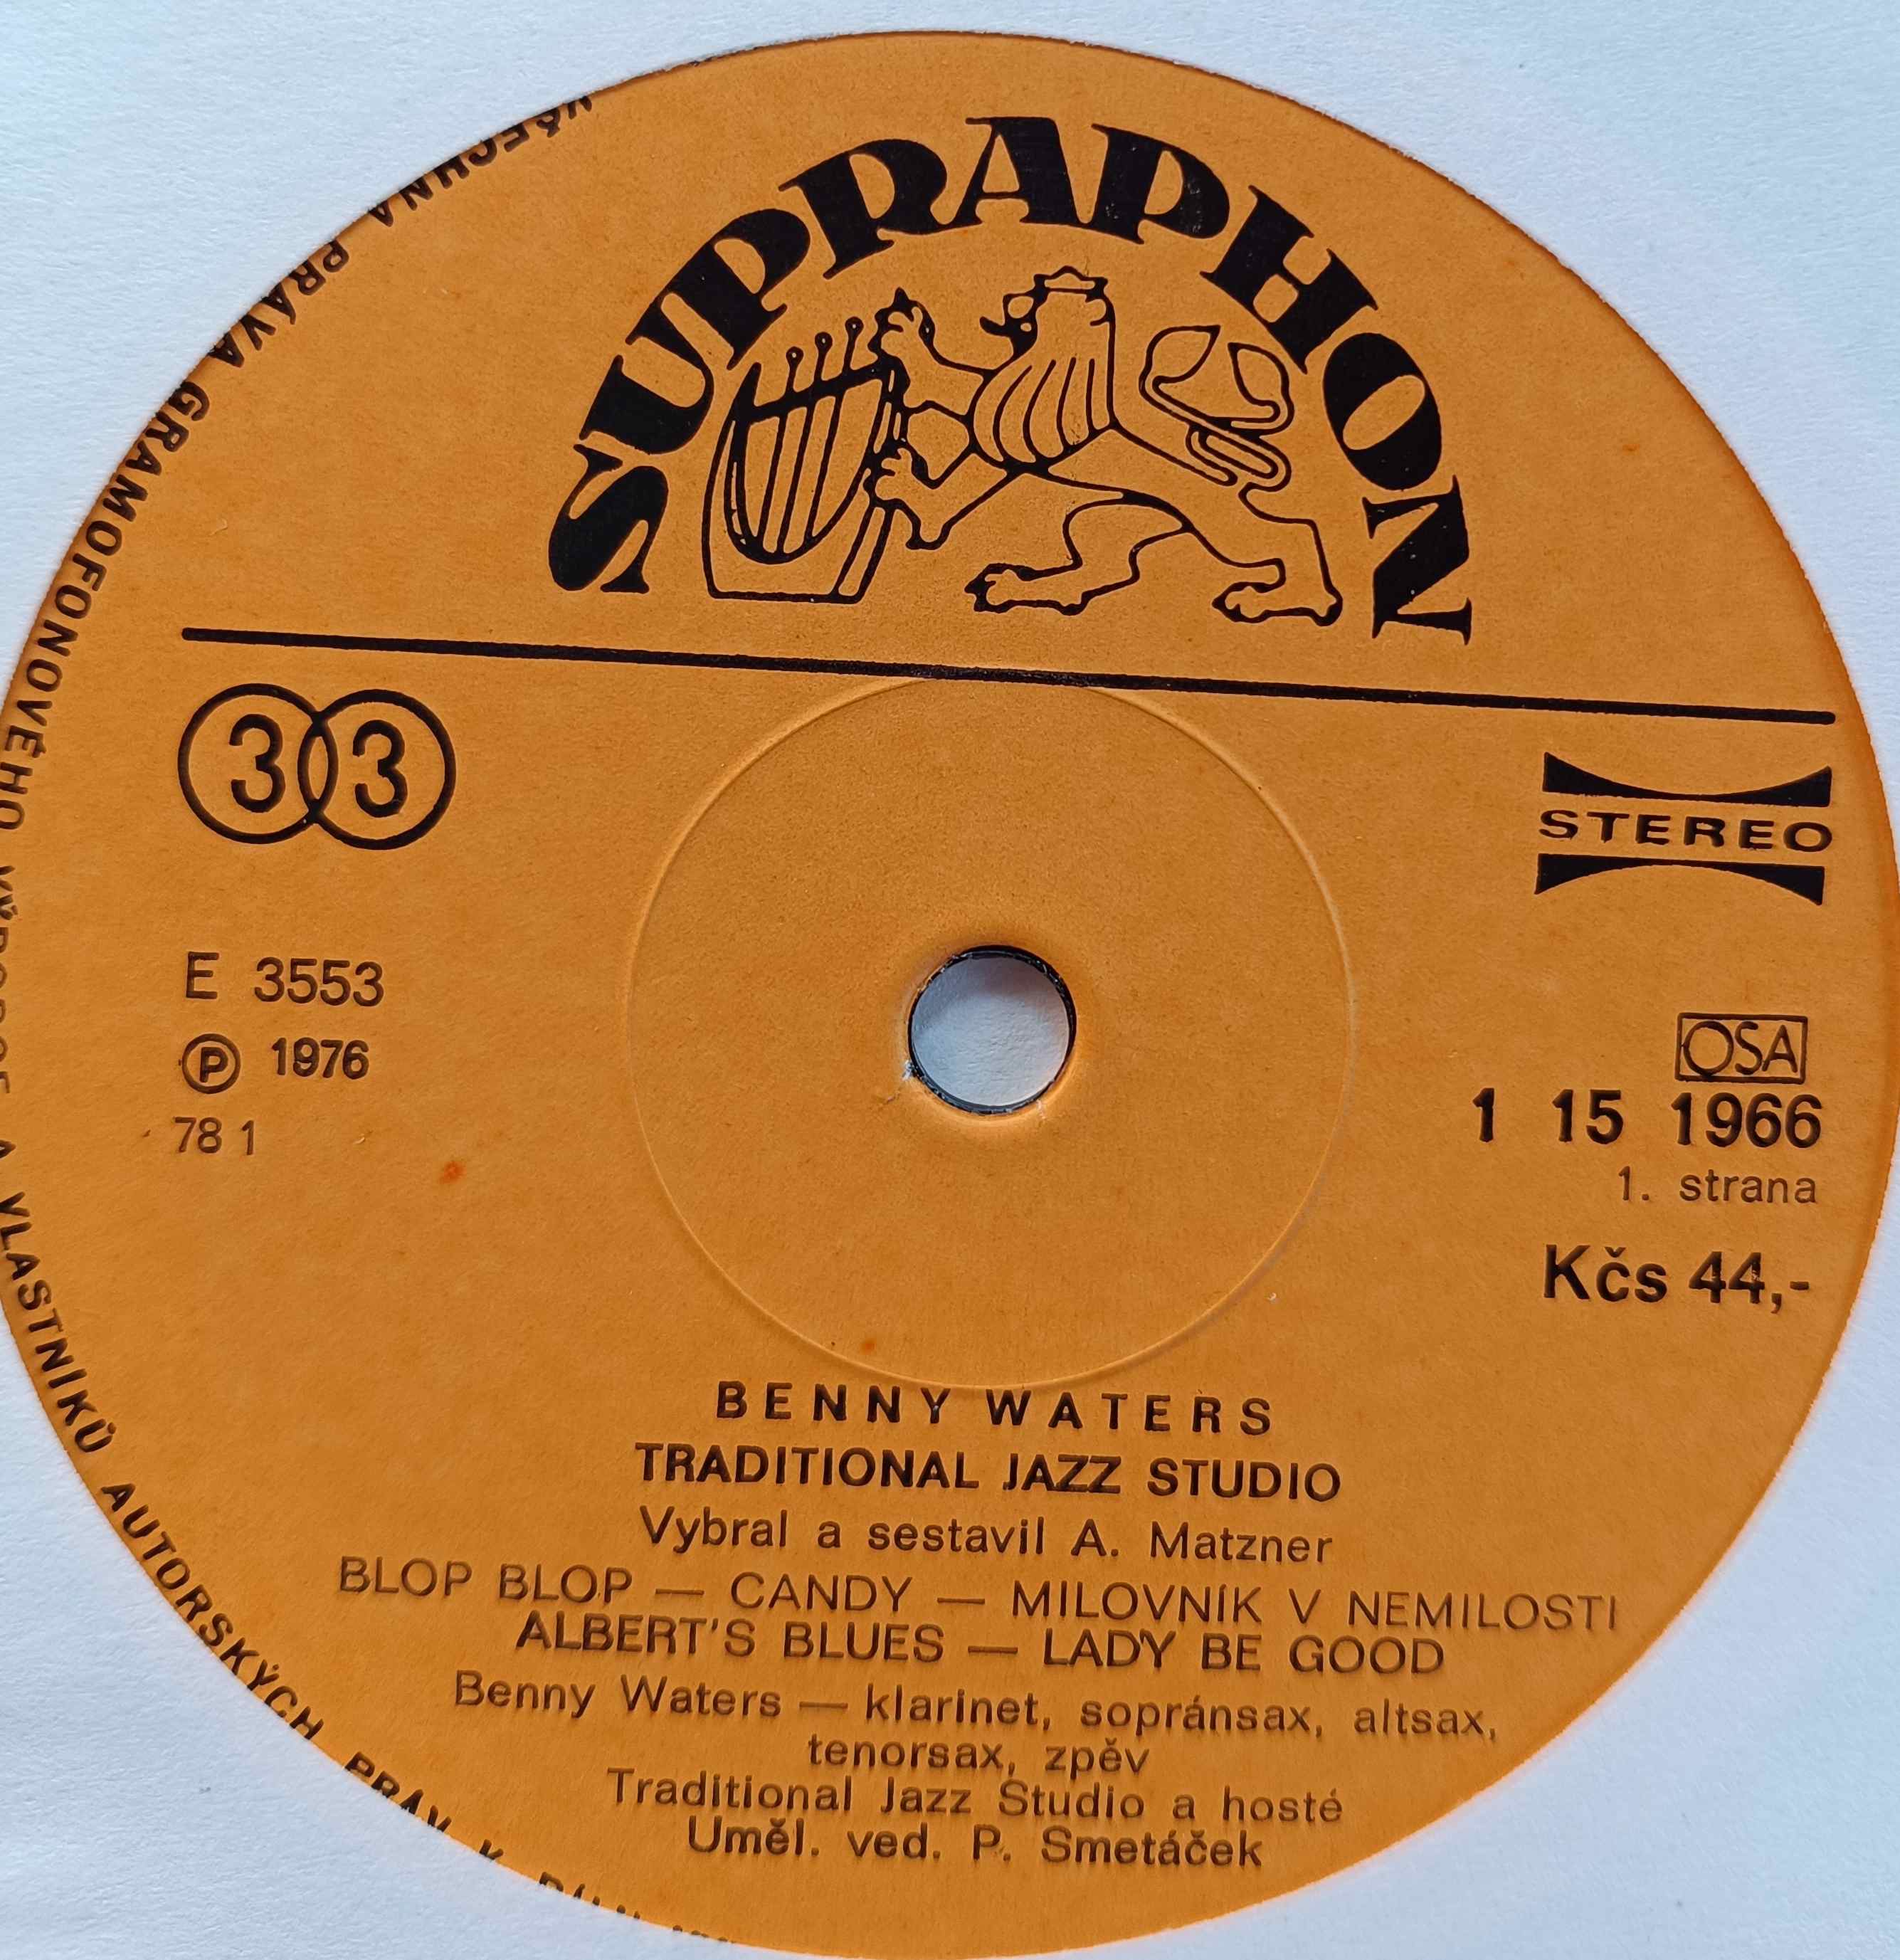 SUPRAPHON
33
STEREO
E 3553
Ⓟ 1976
78 1
OSA
1 15 1966
1. strana
Kčs 44,-
BENNY WATERS
TRADITIONAL JAZZ STUDIO
Vybral a sestavil A. Matzner
BLOP BLOP — CANDY — MILOVNÍK V NEMILOSTI
ALBERT'S BLUES — LADY BE GOOD
Benny Waters — klarinet, sopránsax, altsax,
tenorsax, zpěv
Traditional Jazz Studio a hosté
Uměl. ved. P. Smetáček
VŠECHNA PRÁVA GRAMOFONOVÉHO A VLASTNÍKŮ AUTORSKÝCH PRÁV K